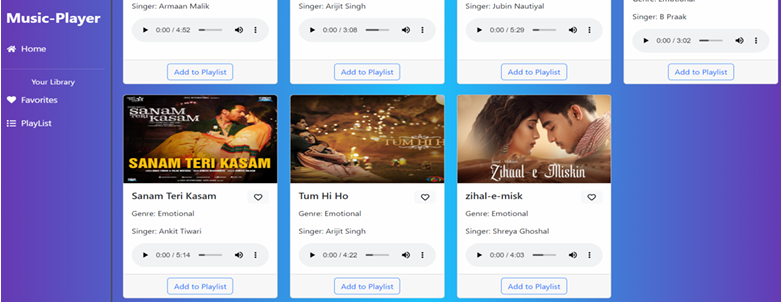 Music-Player
Home
Your Library
Favorites
PlayList
Singer: Armaan Malik
0:00 / 4:52
Add to Playlist
Singer: Arijit Singh
0:00 / 3:08
Add to Playlist
Singer: Jubin Nautiyal
0:00 / 5:29
Add to Playlist
Genre: Emotional
Singer: B Praak
0:00 / 3:02
Add to Playlist
SANAM
TERI KASAM
SANAM TERI KASAM
Sanam Teri Kasam
Genre: Emotional
Singer: Ankit Tiwari
0:00 / 5:14
Add to Playlist
TUM HI HO
Tum Hi Ho
Genre: Emotional
Singer: Arijit Singh
0:00 / 4:22
Add to Playlist
Zihaal e Miskin
zihal-e-misk
Genre: Emotional
Singer: Shreya Ghoshal
0:00 / 4:03
Add to Playlist